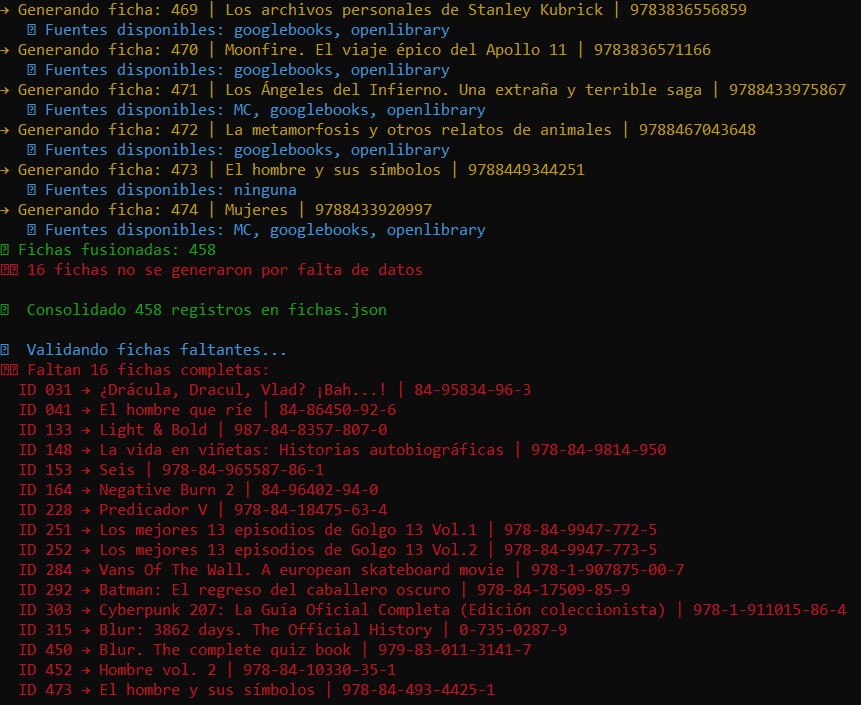 → Generando ficha: 469 | Los archivos personales de Stanley Kubrick | 9783836556859
Fuentes disponibles: googlebooks, openlibrary
→ Generando ficha: 470 | Moonfire. El viaje épico del Apollo 11 | 9783836571166
Fuentes disponibles: googlebooks, openlibrary
→ Generando ficha: 471 | Los Ángeles del Infierno. Una extraña y terrible saga | 9788433975867
Fuentes disponibles: MC, googlebooks, openlibrary
→ Generando ficha: 472 | La metamorfosis y otros relatos de animales | 9788467043648
Fuentes disponibles: googlebooks, openlibrary
→ Generando ficha: 473 | El hombre y sus símbolos | 9788449344251
Fuentes disponibles: ninguna
→ Generando ficha: 474 | Mujeres | 9788433920997
Fuentes disponibles: MC, googlebooks, openlibrary
Fichas fusionadas: 458
16 fichas no se generaron por falta de datos
Consolidado 458 registros en fichas.json
Validando fichas faltantes...
Faltan 16 fichas completas:
ID 031 → ¿Drácula, Dracul, Vlad? ¡Bah...! | 84-95834-96-3
ID 041 → El hombre que ríe | 84-86450-92-6
ID 133 → Light & Bold | 987-84-8357-807-0
ID 148 → La vida en viñetas: Historias autobiográficas | 978-84-9814-950
ID 153 → Seis | 978-84-965587-86-1
ID 164 → Negative Burn 2 | 84-96402-94-0
ID 228 → Predicador V | 978-84-18475-63-4
ID 251 → Los mejores 13 episodios de Golgo 13 Vol.1 | 978-84-9947-772-5
ID 252 → Los mejores 13 episodios de Golgo 13 Vol.2 | 978-84-9947-773-5
ID 284 → Vans Of The Wall. A european skateboard movie | 978-1-907875-00-7
ID 292 → Batman: El regreso del caballero oscuro | 978-84-17509-85-9
ID 303 → Cyberpunk 207: La Guía Oficial Completa (Edición coleccionista) | 978-1-911015-86-4
ID 315 → Blur: 3862 days. The Official History | 0-735-0287-9
ID 450 → Blur. The complete quiz book | 979-83-011-3141-7
ID 452 → Hombre vol. 2 | 978-84-10330-35-1
ID 473 → El hombre y sus símbolos | 978-84-493-4425-1